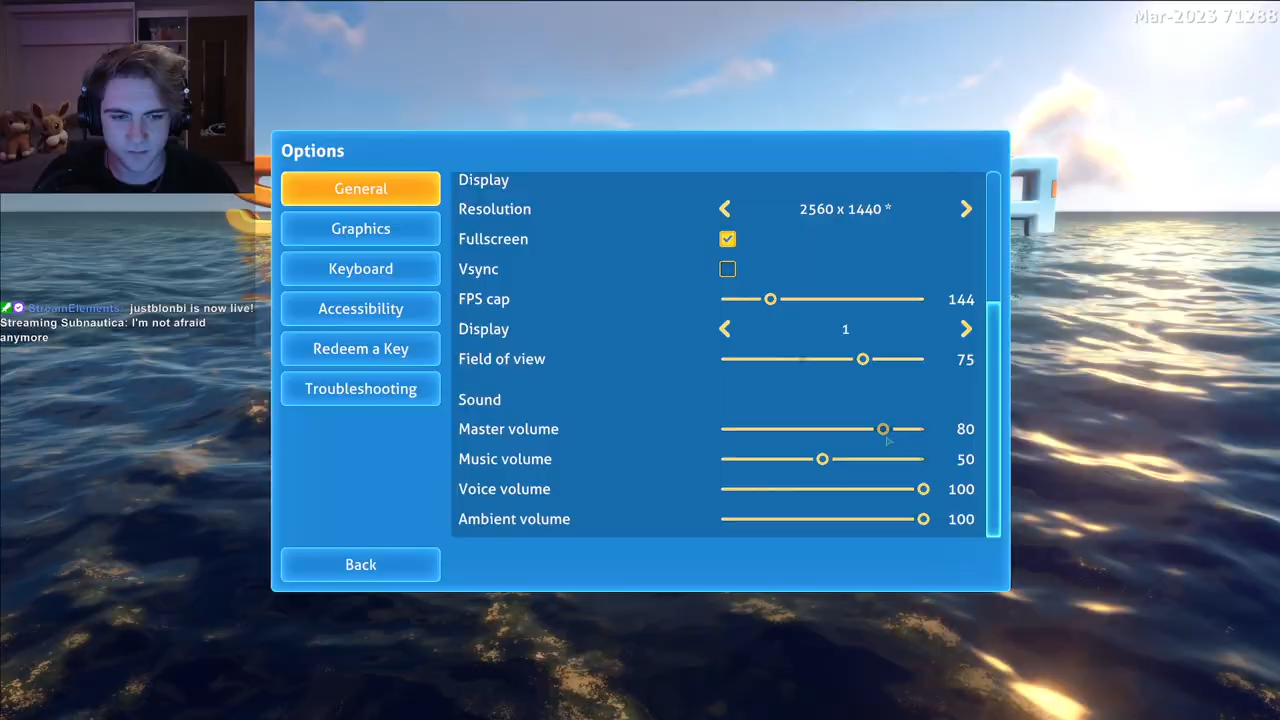 Mar-2023 71288
Options
General
Graphics
Keyboard
Accessibility
Redeem a Key
Troubleshooting
Back
Display
Resolution 2560 x 1440 *
Fullscreen
Vsync
FPS cap 144
Display 1
Field of view 75
Sound
Master volume 80
Music volume 50
Voice volume 100
Ambient volume 100
StreamElements: justblonbi is now live!
Streaming Subnautica: I'm not afraid
anymore